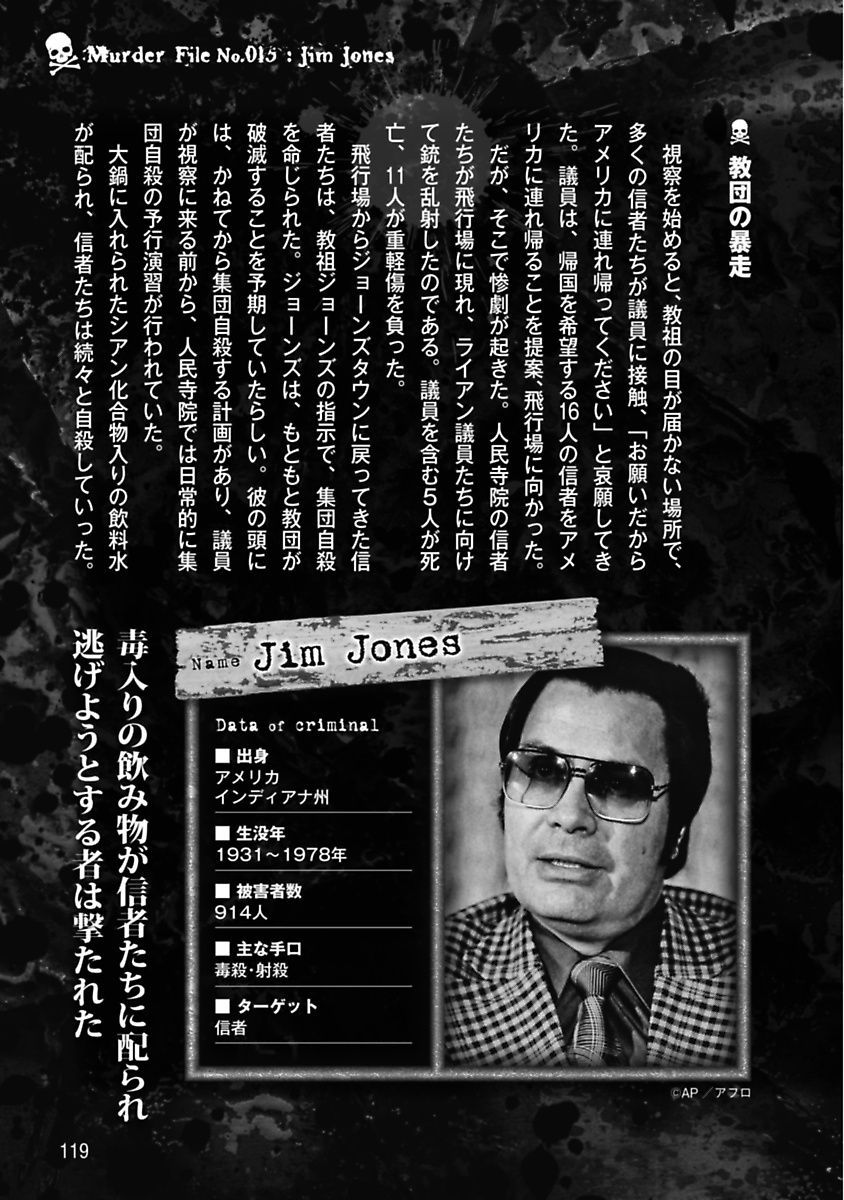 Murder File No.015 : Jim Jones
教団の暴走
視察を始めると、教祖の目が届かない場所で、
多くの信者たちが議員に接触、「お願いだから
アメリカに連れ帰ってください」と哀願してき
た。議員は、帰国を希望する16人の信者をアメ
リカに連れ帰ることを提案、飛行場に向かった。
だが、そこで惨劇が起きた。人民寺院の信者
たちが飛行場に現れ、ライアン議員たちに向け
て銃を乱射したのである。議員を含む5人が死
亡、11人が重軽傷を負った。
飛行場からジョーンズタウンに戻ってきた信
者たちは、教祖ジョーンズの指示で、集団自殺
を命じられた。ジョーンズは、もともと教団が
破滅することを予期していたらしい。彼の頭に
は、かねてから集団自殺する計画があり、議員
が視察に来る前から、人民寺院では日常的に集
団自殺の予行演習が行われていた。
大鍋に入れられたシアン化合物入りの飲料水
が配られ、信者たちは続々と自殺していった。
毒入りの飲み物が信者たちに配られ
逃げようとする者は撃たれた
Name Jim Jones
Data of criminal
■ 出身
アメリカ
インディアナ州
■ 生没年
1931～1978年
■ 被害者数
914人
■ 主な手口
毒殺・射殺
■ ターゲット
信者
©AP／アフロ
119